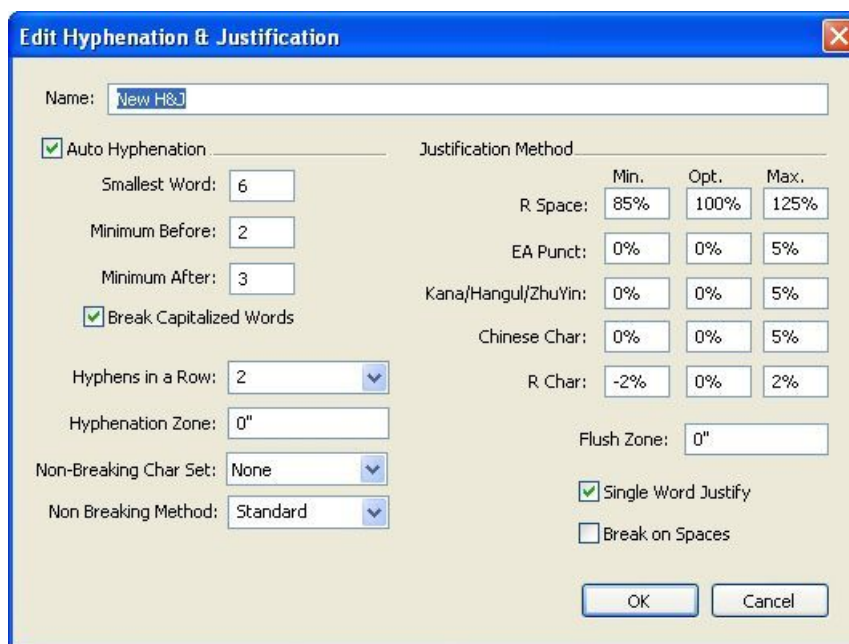 Edit Hyphenation & Justification
Name: New H&J
Auto Hyphenation
Smallest Word: 6
Minimum Before: 2
Minimum After: 3
Break Capitalized Words
Hyphens in a Row: 2
Hyphenation Zone: 0"
Non-Breaking Char Set: None
Non Breaking Method: Standard
Justification Method
Min. Opt. Max.
R Space: 85% 100% 125%
EA Punct: 0% 0% 5%
Kana/Hangul/ZhuYin: 0% 0% 5%
Chinese Char: 0% 0% 5%
R Char: -2% 0% 2%
Flush Zone: 0"
Single Word Justify
Break on Spaces
OK Cancel